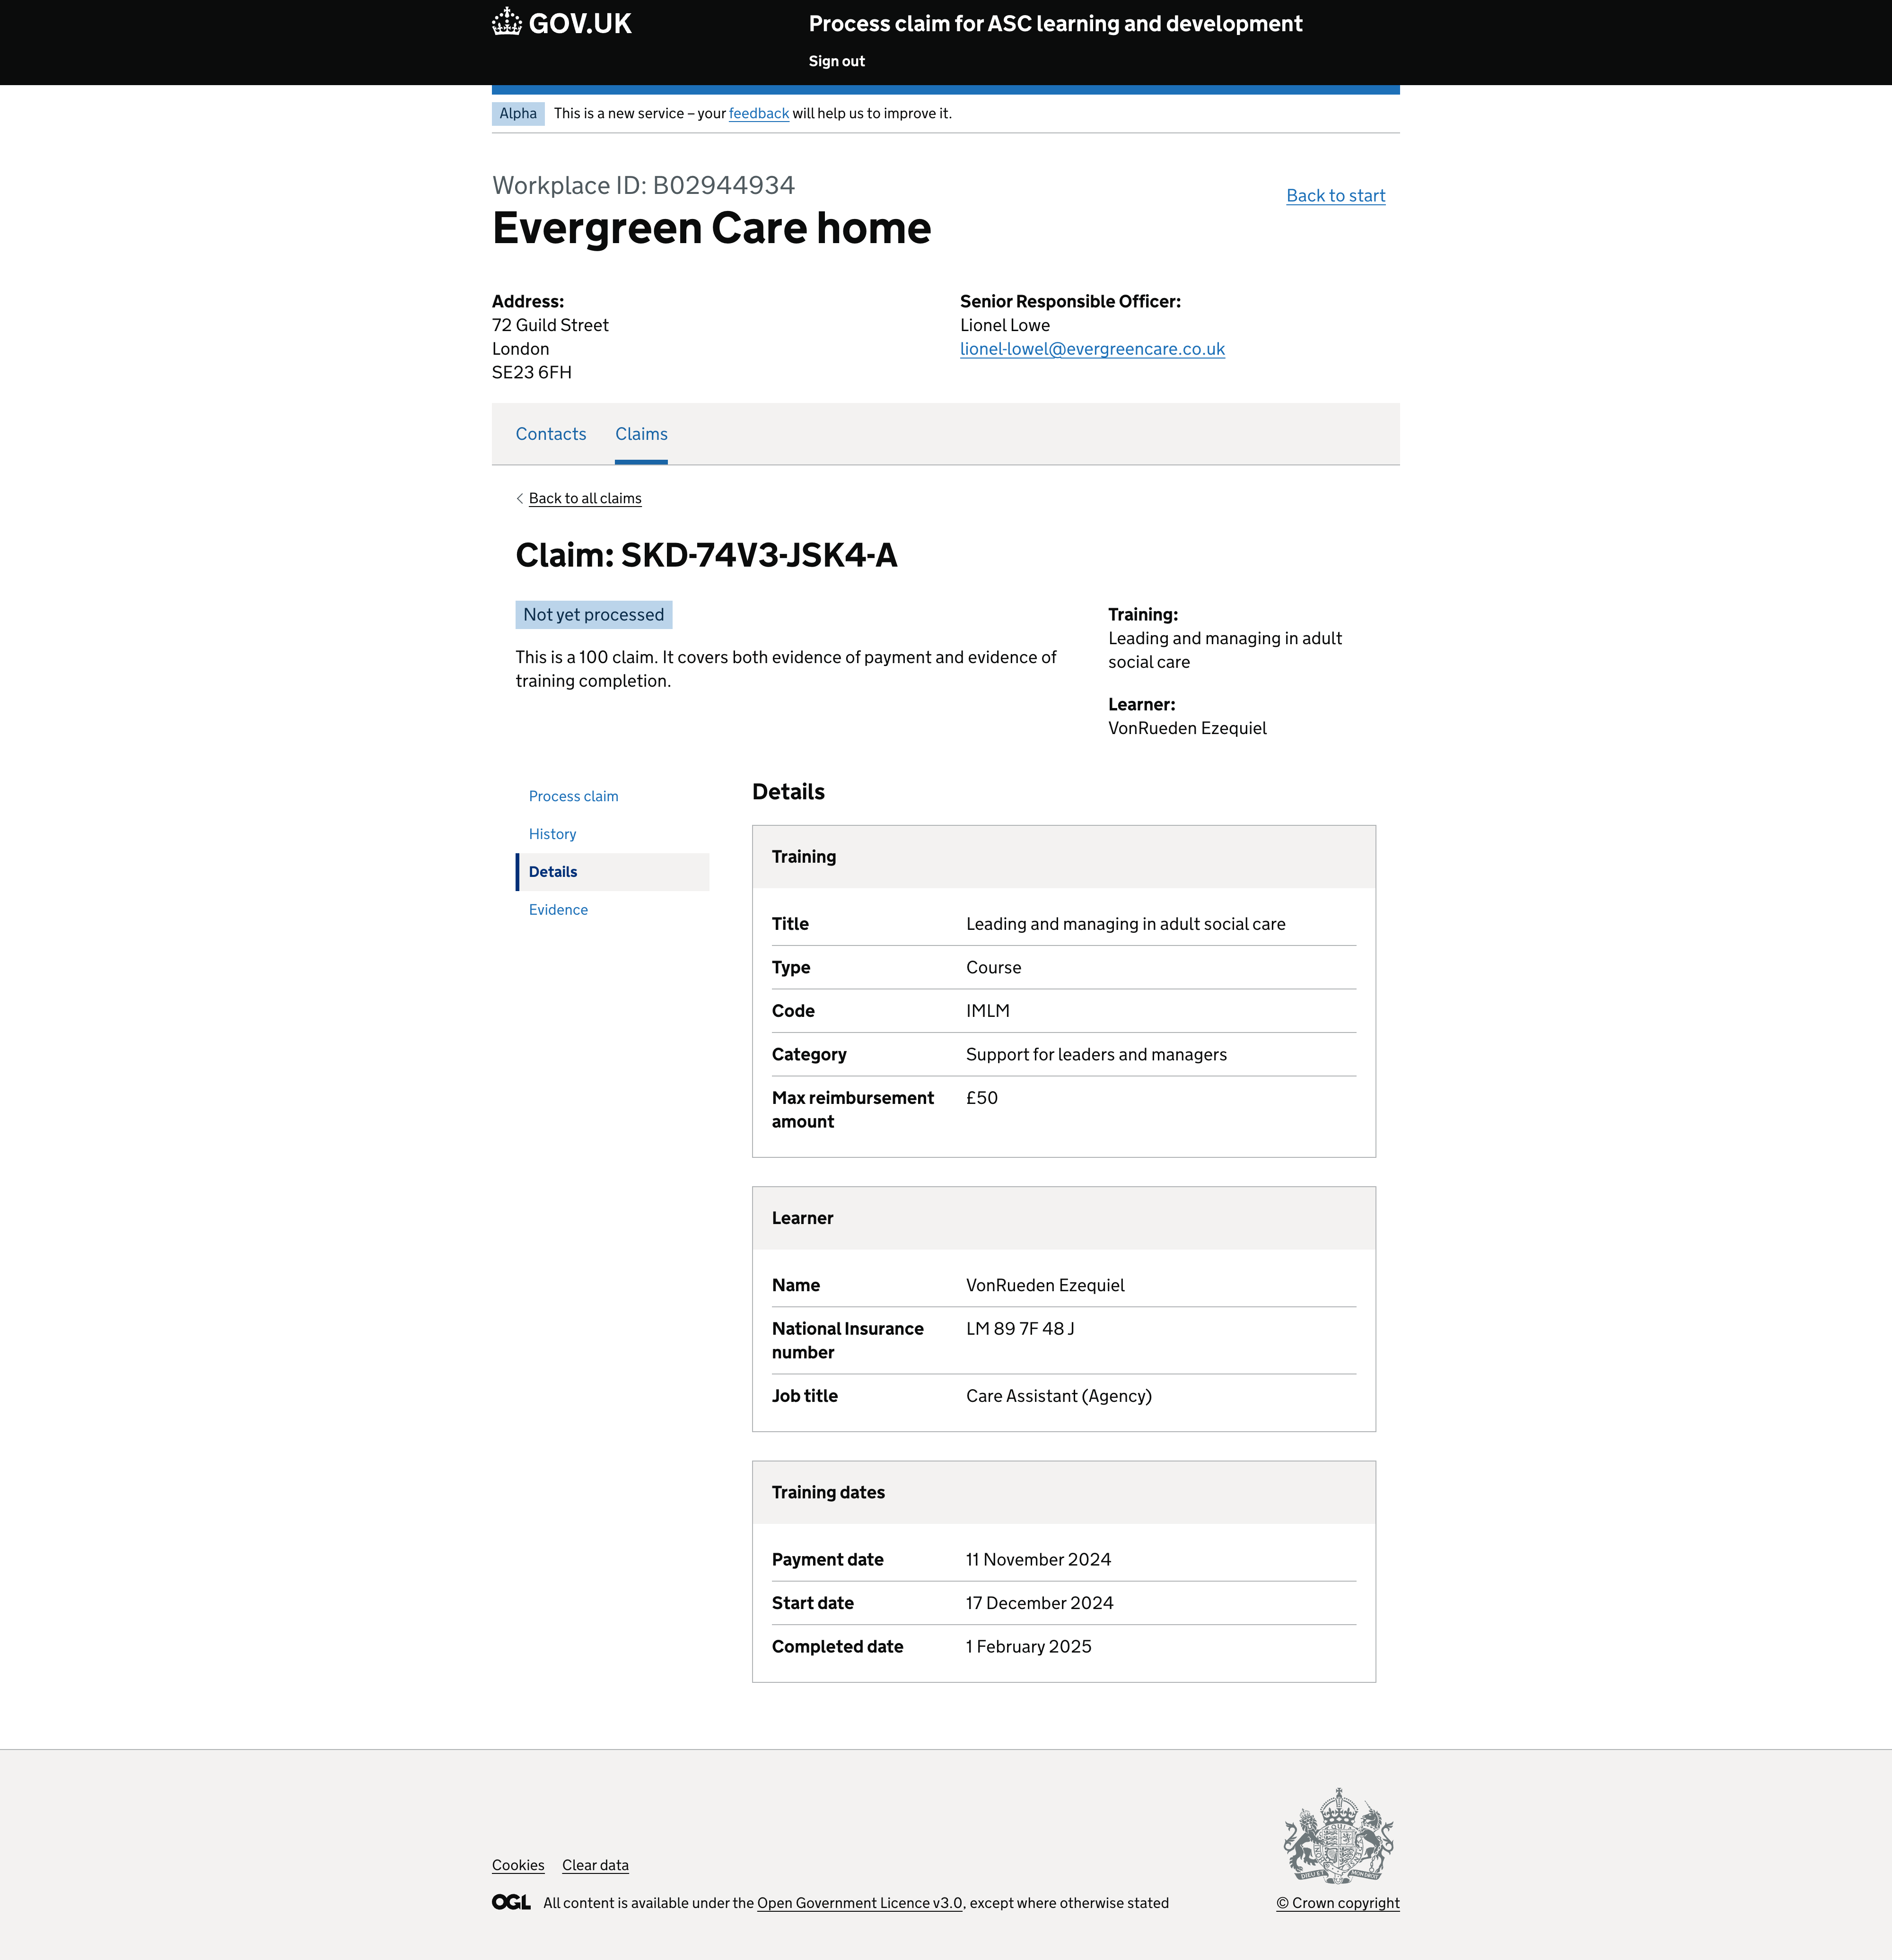 GOV.UK
Process claim for ASC learning and development
Sign out
Alpha
This is a new service – your feedback will help us to improve it.
Workplace ID: B02944934
Evergreen Care home
Back to start
Address:
72 Guild Street
London
SE23 6FH
Senior Responsible Officer:
Lionel Lowe
lionel-lowel@evergreencare.co.uk
Contacts
Claims
Back to all claims
Claim: SKD-74V3-JSK4-A
Not yet processed
This is a 100 claim. It covers both evidence of payment and evidence of
training completion.
Training:
Leading and managing in adult
social care
Learner:
VonRueden Ezequiel
Process claim
History
Details
Evidence
Details
Training
Title Leading and managing in adult social care
Type Course
Code IMLM
Category Support for leaders and managers
Max reimbursement £50
amount
Learner
Name VonRueden Ezequiel
National Insurance LM 89 7F 48 J
number
Job title Care Assistant (Agency)
Training dates
Payment date 11 November 2024
Start date 17 December 2024
Completed date 1 February 2025
Cookies Clear data
OGL All content is available under the Open Government Licence v3.0, except where otherwise stated
© Crown copyright